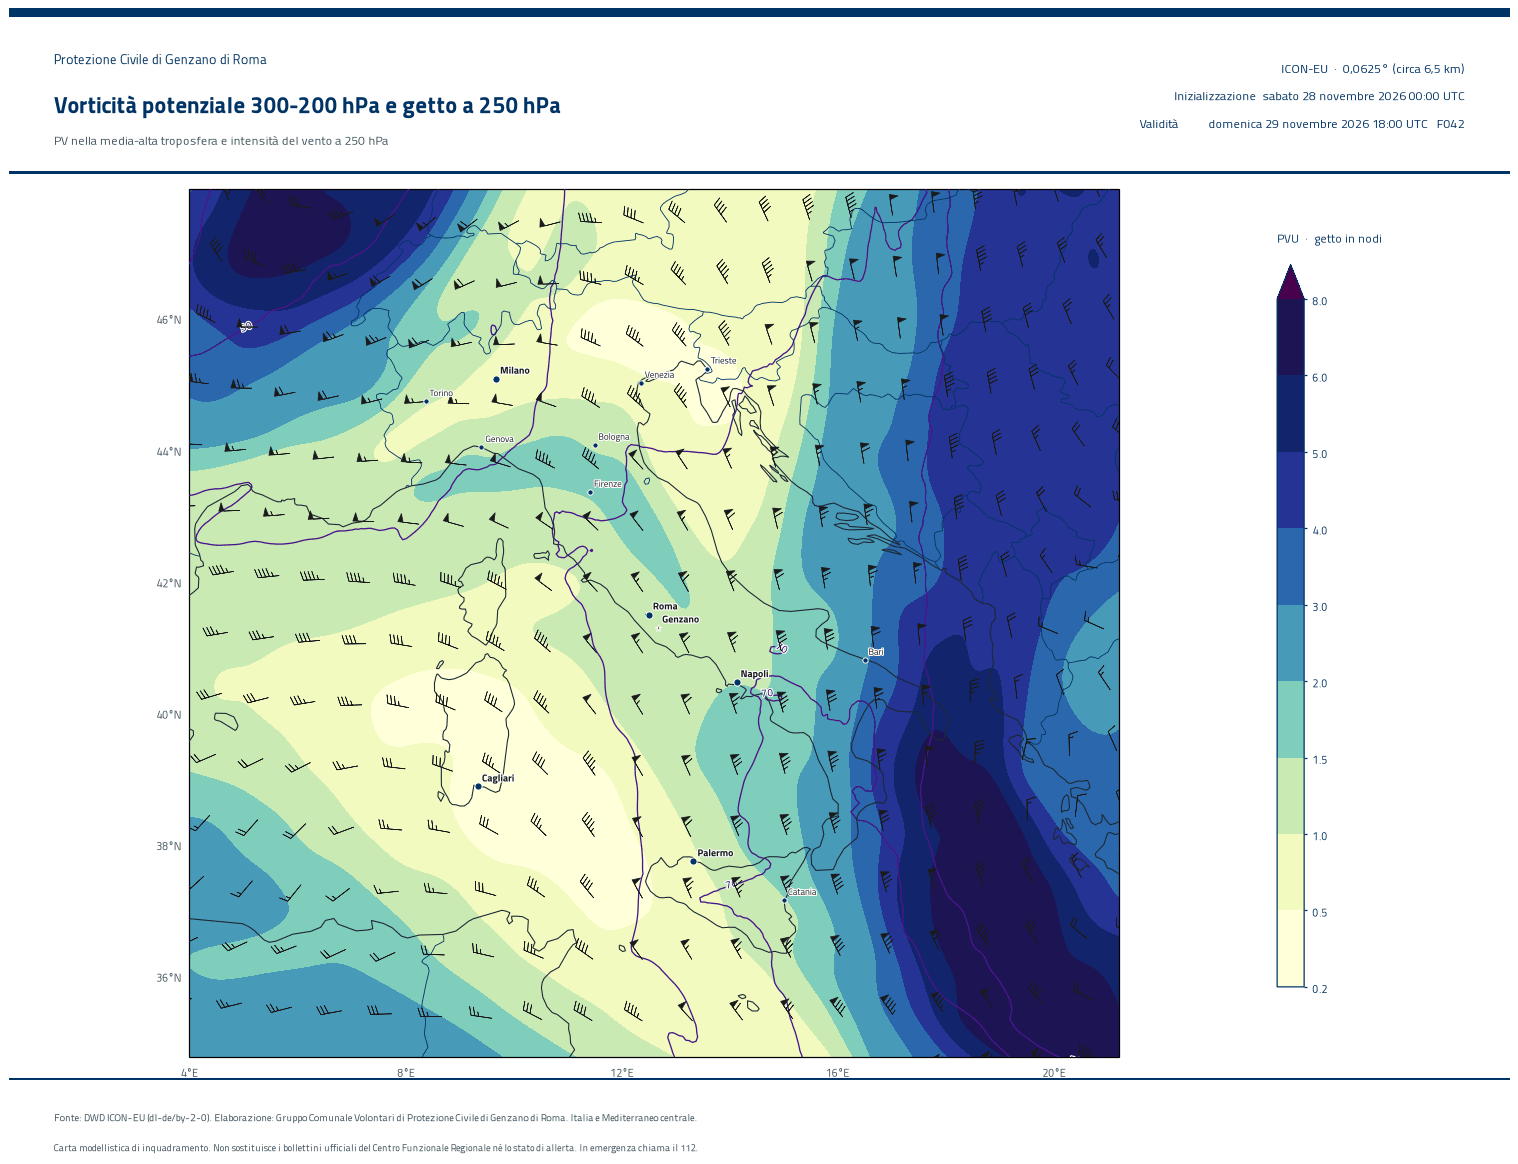 Protezione Civile di Genzano di Roma
Vorticità potenziale 300-200 hPa e getto a 250 hPa
PV nella media-alta troposfera e intensità del vento a 250 hPa
ICON-EU · 0,0625° (circa 6,5 km)
Inizializzazione sabato 28 novembre 2026 00:00 UTC
Validità domenica 29 novembre 2026 18:00 UTC F042
PVU · getto in nodi
8.0
6.0
5.0
4.0
3.0
2.0
1.5
1.0
0.5
0.2
46°N
44°N
42°N
40°N
38°N
36°N
4°E
8°E
12°E
16°E
20°E
Trieste
Venezia
Milano
Torino
Genova
Bologna
Firenze
Roma
Genzano
Bari
Napoli
70
Cagliari
Palermo
Catania
Fonte: DWD ICON-EU (dl-de/by-2-0). Elaborazione: Gruppo Comunale Volontari di Protezione Civile di Genzano di Roma. Italia e Mediterraneo centrale.
Carta modellistica di inquadramento. Non sostituisce i bollettini ufficiali del Centro Funzionale Regionale né lo stato di allerta. In emergenza chiama il 112.